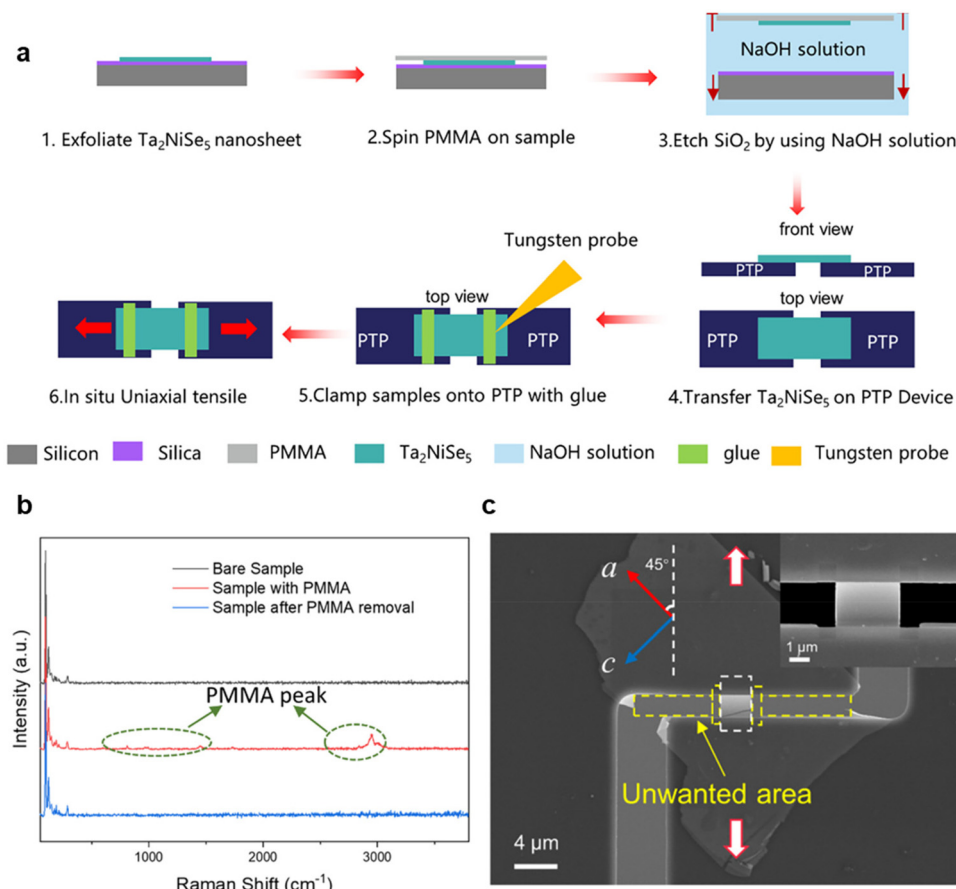 a
NaOH solution
1. Exfoliate Ta₂NiSe₅ nanosheet
2.Spin PMMA on sample
3.Etch SiO₂ by using NaOH solution
front view
PTP PTP
Tungsten probe
top view
top view
PTP PTP
PTP PTP
6.In situ Uniaxial tensile
5.Clamp samples onto PTP with glue
4.Transfer Ta₂NiSe₅ on PTP Device
Silicon Silica PMMA Ta₂NiSe₅ NaOH solution glue Tungsten probe
b
Intensity (a.u.)
Bare Sample
Sample with PMMA
Sample after PMMA removal
PMMA peak
1000 2000 3000
Raman Shift (cm⁻¹)
c
45°
a
c
1 μm
Unwanted area
4 μm